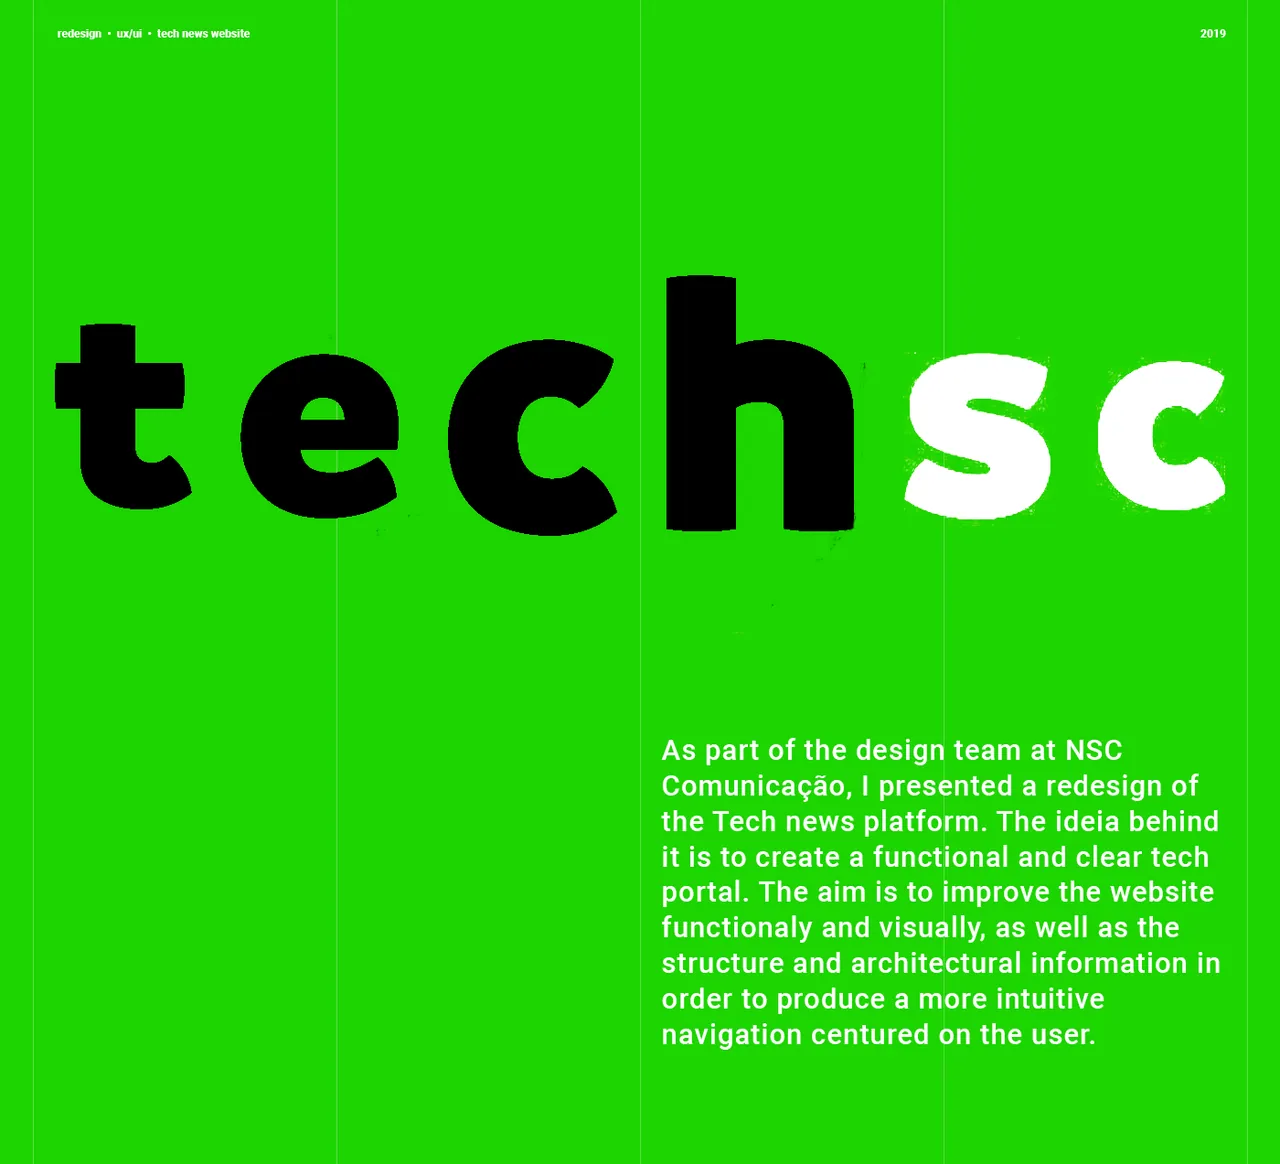 redesign • ux/ui • tech news website
2019
techsc
As part of the design team at NSC
Comunicação, I presented a redesign of
the Tech news platform. The ideia behind
it is to create a functional and clear tech
portal. The aim is to improve the website
functionaly and visually, as well as the
structure and architectural information in
order to produce a more intuitive
navigation centured on the user.